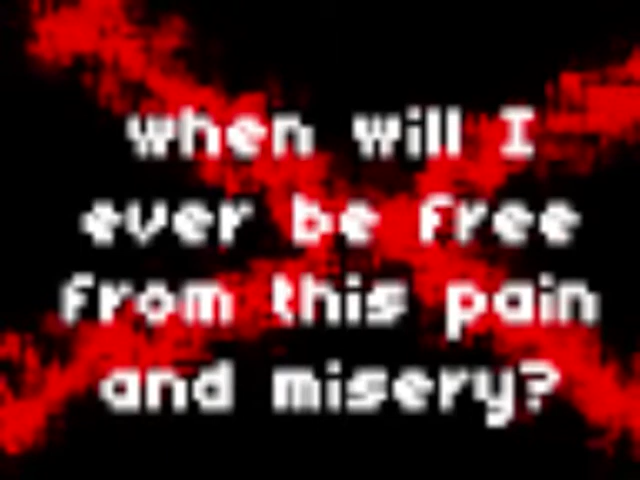 when will I
ever be free
from this pain
and misery?